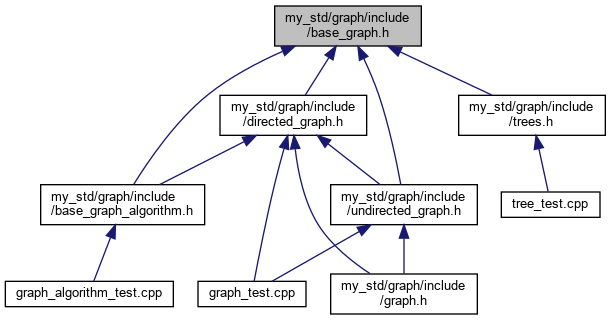 my_std/graph/include
/base_graph.h
my_std/graph/include
/directed_graph.h
my_std/graph/include
/trees.h
my_std/graph/include
/base_graph_algorithm.h
my_std/graph/include
/undirected_graph.h
tree_test.cpp
graph_algorithm_test.cpp
graph_test.cpp
my_std/graph/include
/graph.h